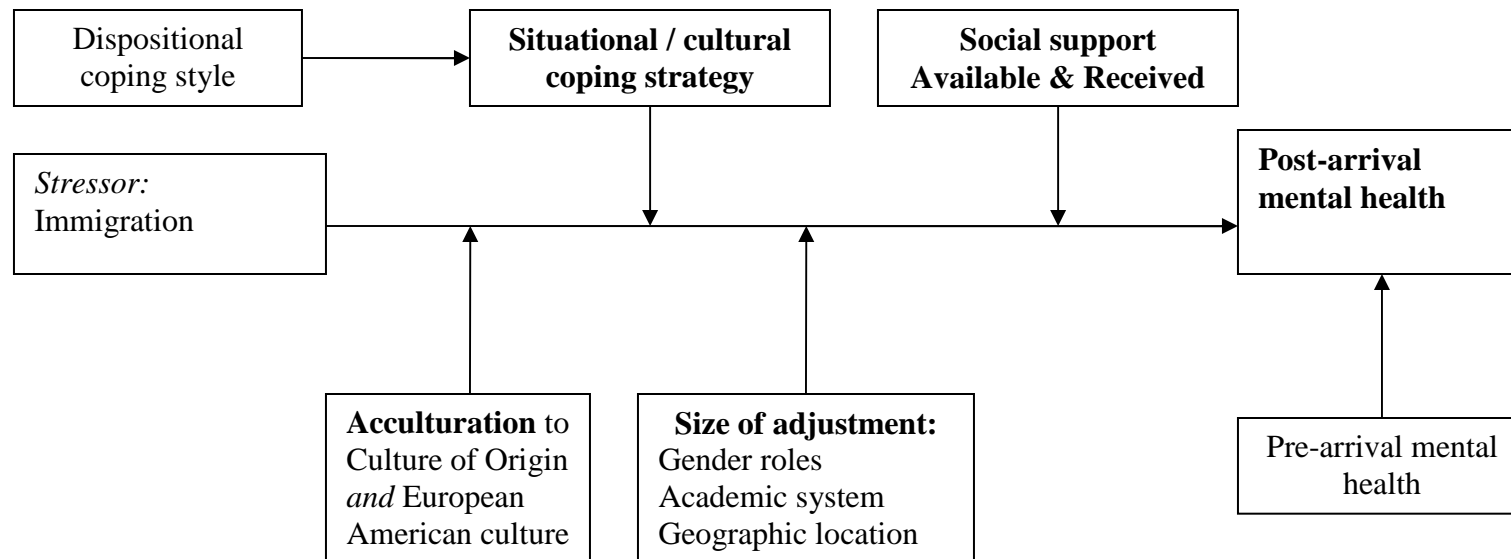 Dispositional
coping style
Situational / cultural
coping strategy
Social support
Available & Received
Stressor:
Immigration
Post-arrival
mental health
Acculturation to
Culture of Origin
and European
American culture
Size of adjustment:
Gender roles
Academic system
Geographic location
Pre-arrival mental
health